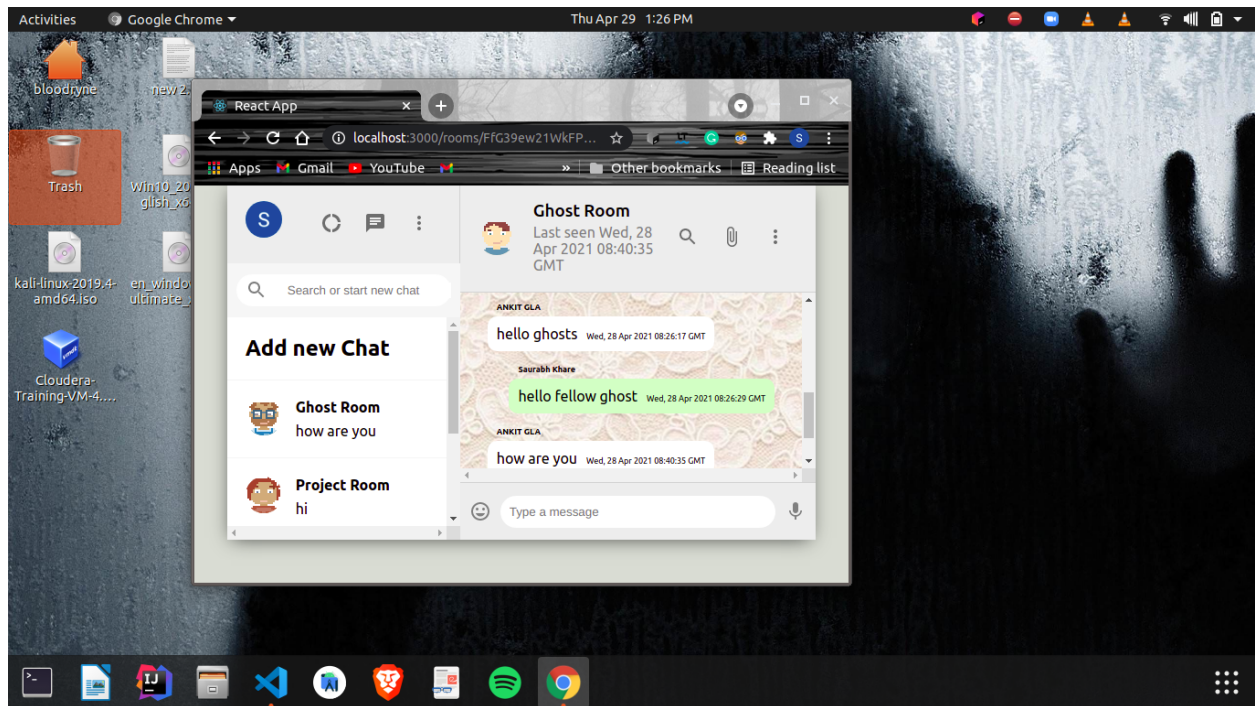 Activities
Google Chrome
Thu Apr 29 1:26 PM
bloodryne
new 2
Trash
Win10_20
glish_x6
kali-linux-2019.4-
amd64.iso
en_windo
ultimate_
Cloudera-
Training-VM-4....
React App
localhost:3000/rooms/FfG39ew21WkFP...
S
Apps
Gmail
YouTube
»
Other bookmarks
Reading list
S
Search or start new chat
Add new Chat
Ghost Room
how are you
Project Room
hi
Ghost Room
Last seen Wed, 28
Apr 2021 08:40:35
GMT
ANKIT GLA
hello ghosts Wed, 28 Apr 2021 08:26:17 GMT
Saurabh Khare
hello fellow ghost Wed, 28 Apr 2021 08:26:29 GMT
ANKIT GLA
how are you Wed, 28 Apr 2021 08:40:35 GMT
Type a message
IJ